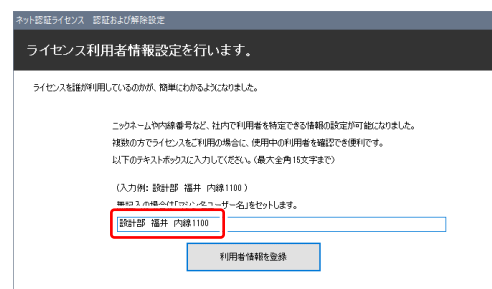 ネット認証ライセンス　認証および解除設定
ライセンス利用者情報設定を行います。
ライセンスを誰が利用しているのかが、簡単にわかるようになりました。
ニックネームや内線番号など、社内で利用者を特定できる情報の設定が可能になりました。
複数の方でライセンスをご利用の場合に、使用中の利用者を確認でき便利です。
以下のテキストボックスに入力してください。（最大全角15文字まで）
（入力例：設計部　福井　内線1100）
無記入の場合は「マシン名ユーザー名」をセットします。
設計部　福井　内線1100
利用者情報を登録